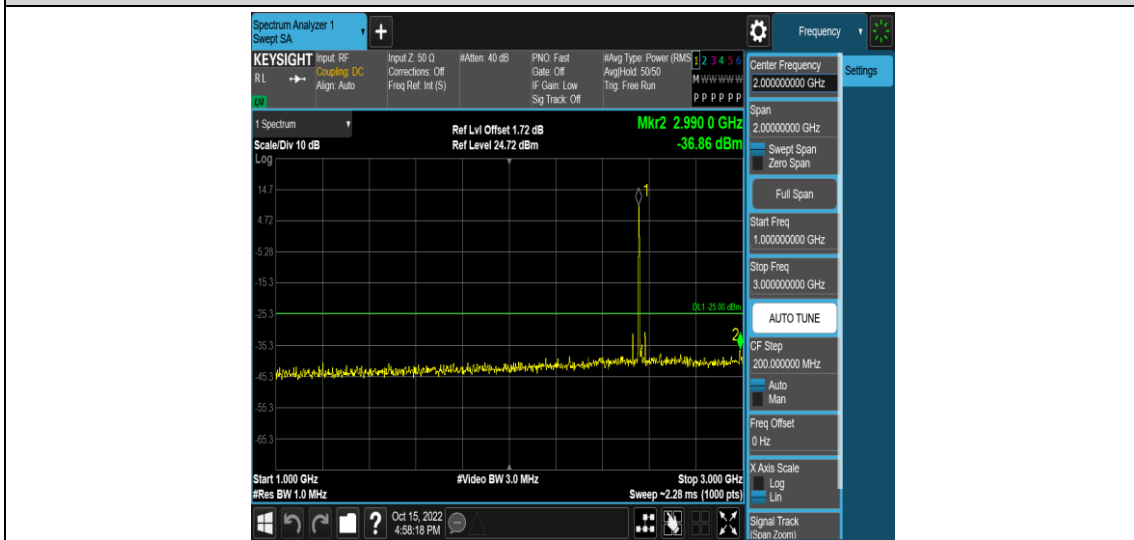 Spectrum Analyzer 1
Swept SA
Frequency
KEYSIGHT
RL
Input: RF
Coupling: DC
Align: Auto
Input Z: 50 Ω
Corrections: Off
Freq Ref: Int (S)
#Atten: 40 dB
PNO: Fast
Gate: Off
IF Gain: Low
Sig Track: Off
#Avg Type: Power (RMS
Avg|Hold: 50/50
Trig: Free Run
1 2 3 4 5 6
M W W W W W
P P P P P P
Center Frequency
2.000000000 GHz
Settings
Span
2.00000000 GHz
Swept Span
Zero Span
Full Span
Start Freq
1.000000000 GHz
Stop Freq
3.000000000 GHz
AUTO TUNE
CF Step
200.000000 MHz
Auto
Man
Freq Offset
0 Hz
X Axis Scale
Log
Lin
Signal Track
(Span Zoom)
1 Spectrum
Scale/Div 10 dB
Log
Ref Lvl Offset 1.72 dB
Ref Level 24.72 dBm
Mkr2 2.990 0 GHz
-36.86 dBm
14.7
4.72
-5.28
-15.3
-25.3
-35.3
-45.3
-55.3
-65.3
1
DL1 -25.00 dBm
2
Start 1.000 GHz
#Res BW 1.0 MHz
#Video BW 3.0 MHz
Stop 3.000 GHz
Sweep ~2.28 ms (1000 pts)
?
Oct 15, 2022
4:58:18 PM